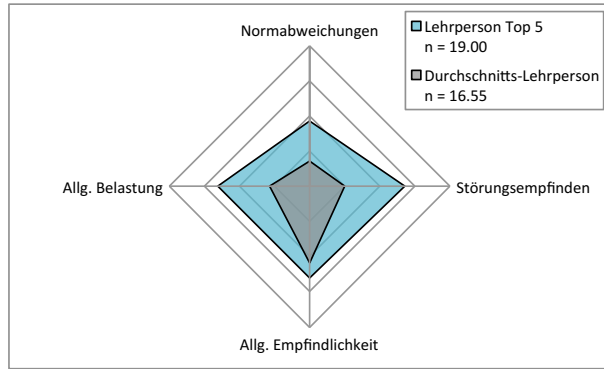 Normabweichungen
Lehrperson Top 5
n = 19.00
Durchschnitts-Lehrperson
n = 16.55
Allg. Belastung
Störungsempfinden
Allg. Empfindlichkeit